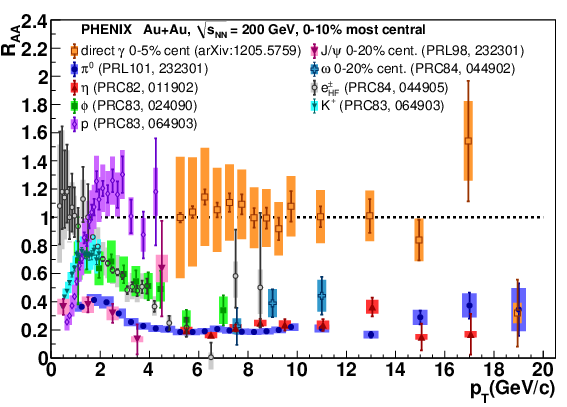 PHENIX Au+Au, √sNN = 200 GeV, 0-10% most central
direct γ 0-5% cent (arXiv:1205.5759)
π0 (PRL101, 232301)
η (PRC82, 011902)
ϕ (PRC83, 024090)
p (PRC83, 064903)
J/ψ 0-20% cent. (PRL98, 232301)
ω 0-20% cent. (PRC84, 044902)
e±HF (PRC84, 044905)
K+ (PRC83, 064903)
RAA
2.4
2.2
2
1.8
1.6
1.4
1.2
1
0.8
0.6
0.4
0.2
0
0 2 4 6 8 10 12 14 16 18 20
pT(GeV/c)